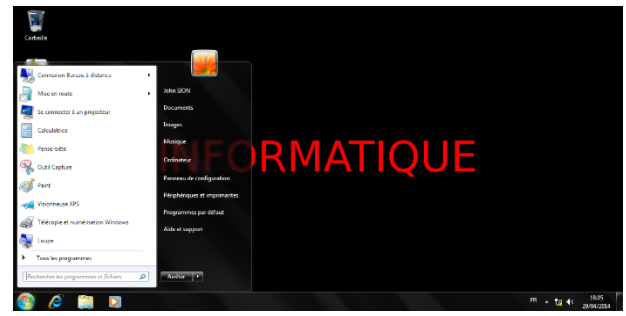 Corbeille
Connexion Bureau à distance
Mise en route
Se connecter à un projecteur
Calculatrice
Pense-bête
Outil Capture
Paint
Visionneuse XPS
Télécopie et numérisation Windows
Loupe
Tous les programmes
Rechercher les programmes et fichiers
John SION
Documents
Images
Musique
Ordinateur
Panneau de configuration
Périphériques et imprimantes
Programmes par défaut
Aide et support
Arrêter
INFORMATIQUE
FR
18:05
29/04/2014